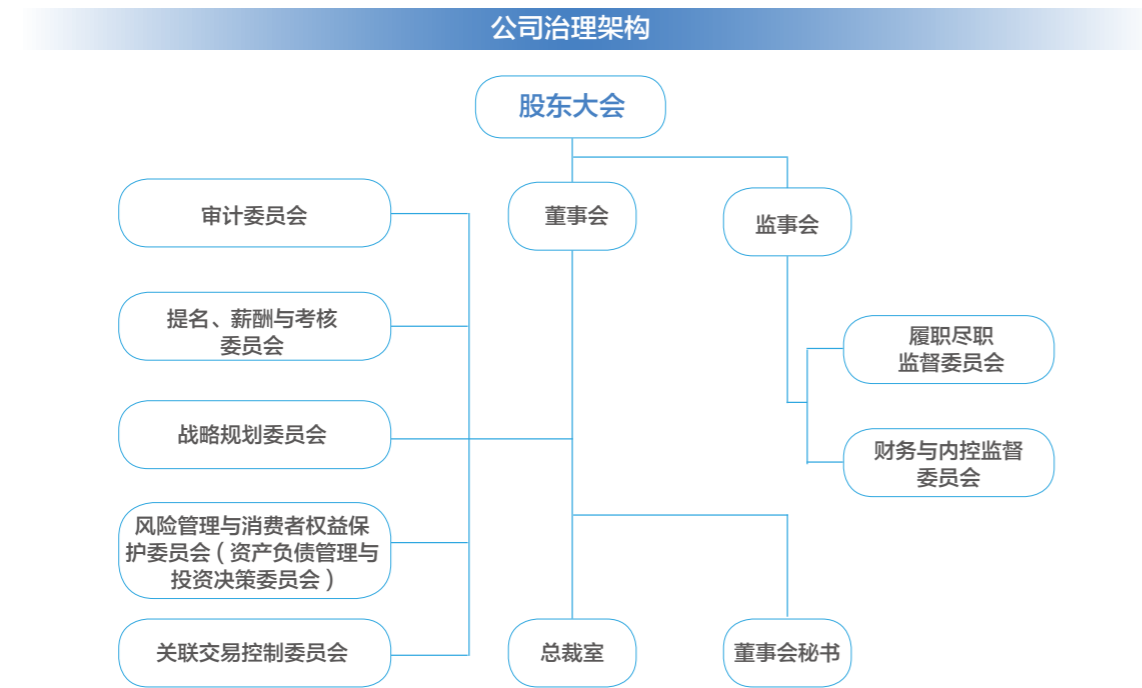 公司治理架构
股东大会
董事会
监事会
审计委员会
提名、薪酬与考核
委员会
战略规划委员会
风险管理与消费者权益保
护委员会（资产负债管理与
投资决策委员会）
关联交易控制委员会
履职尽职
监督委员会
财务与内控监督
委员会
总裁室
董事会秘书